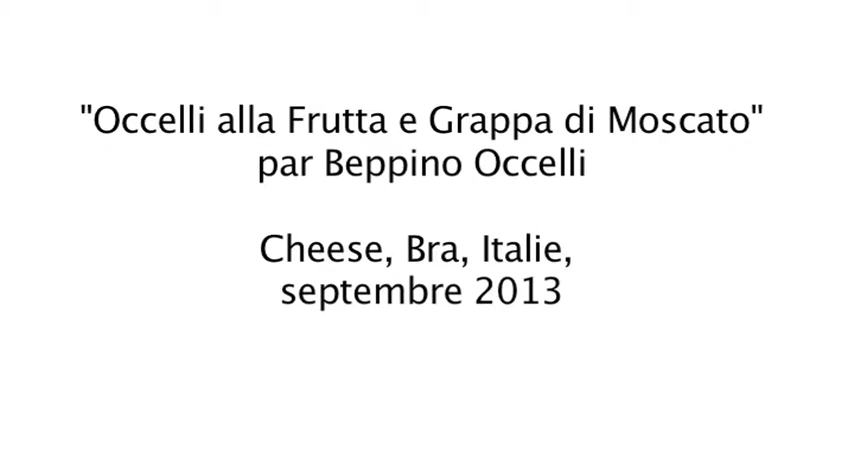 "Occelli alla Frutta e Grappa di Moscato"
par Beppino Occelli
Cheese, Bra, Italie,
septembre 2013